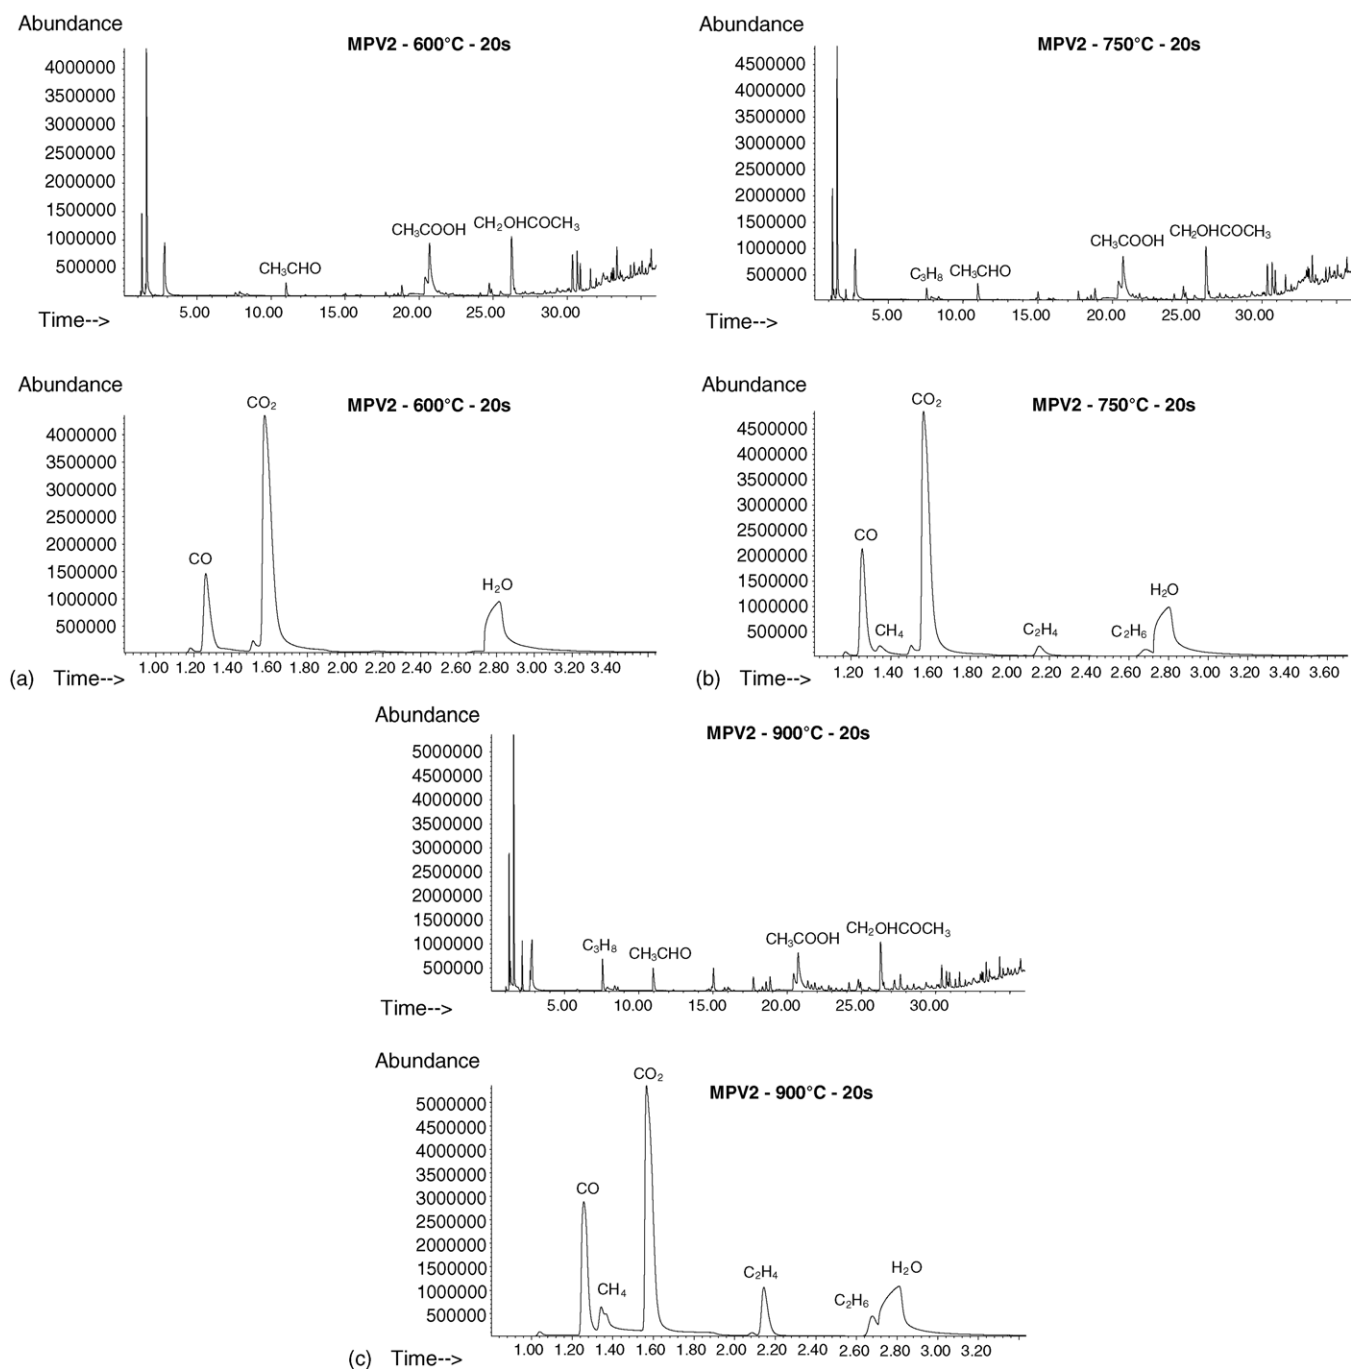 Abundance
MPV2 - 600°C - 20s
4000000
3500000
3000000
2500000
2000000
1500000
1000000
500000
CH₃CHO
CH₃COOH
CH₂OHCOCH₃
5.00 10.00 15.00 20.00 25.00 30.00
Time-->
Abundance
MPV2 - 750°C - 20s
4500000
4000000
3500000
3000000
2500000
2000000
1500000
1000000
500000
C₃H₈
CH₃CHO
CH₃COOH
CH₂OHCOCH₃
5.00 10.00 15.00 20.00 25.00 30.00
Time-->
Abundance
MPV2 - 600°C - 20s
4000000
3500000
3000000
2500000
2000000
1500000
1000000
500000
CO
CO₂
H₂O
1.00 1.20 1.40 1.60 1.80 2.00 2.20 2.40 2.60 2.80 3.00 3.20 3.40
(a) Time-->
Abundance
MPV2 - 750°C - 20s
4500000
4000000
3500000
3000000
2500000
2000000
1500000
1000000
500000
CO
CH₄
CO₂
C₂H₄
C₂H₆
H₂O
1.20 1.40 1.60 1.80 2.00 2.20 2.40 2.60 2.80 3.00 3.20 3.40 3.60
(b) Time-->
Abundance
MPV2 - 900°C - 20s
5000000
4500000
4000000
3500000
3000000
2500000
2000000
1500000
1000000
500000
C₃H₈
CH₃CHO
CH₃COOH
CH₂OHCOCH₃
5.00 10.00 15.00 20.00 25.00 30.00
Time-->
Abundance
MPV2 - 900°C - 20s
5000000
4500000
4000000
3500000
3000000
2500000
2000000
1500000
1000000
500000
CO
CH₄
CO₂
C₂H₄
C₂H₆
H₂O
1.00 1.20 1.40 1.60 1.80 2.00 2.20 2.40 2.60 2.80 3.00 3.20
(c) Time-->